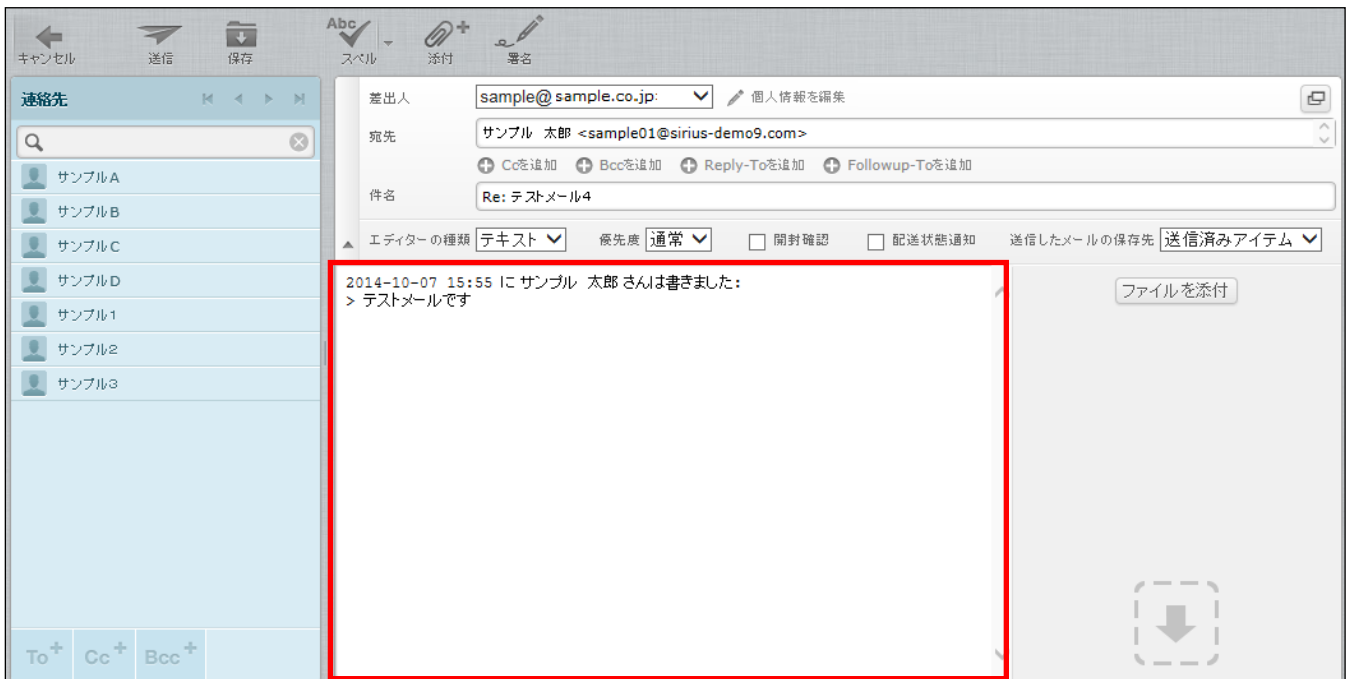 Abc
キャンセル 送信 保存 スペル 添付 署名
連絡先
サンプルA
サンプルB
サンプルC
サンプルD
サンプル1
サンプル2
サンプル3
To+ Cc+ Bcc+
差出人 sample@sample.co.jp: 個人情報を編集
宛先 サンプル 太郎 <sample01@sirius-demo9.com>
Ccを追加 Bccを追加 Reply-Toを追加 Followup-Toを追加
件名 Re: テストメール4
エディターの種類 テキスト 優先度 通常 開封確認 配送状態通知 送信したメールの保存先 送信済みアイテム
2014-10-07 15:55 に サンプル 太郎 さんは書きました:
> テストメールです
ファイルを添付